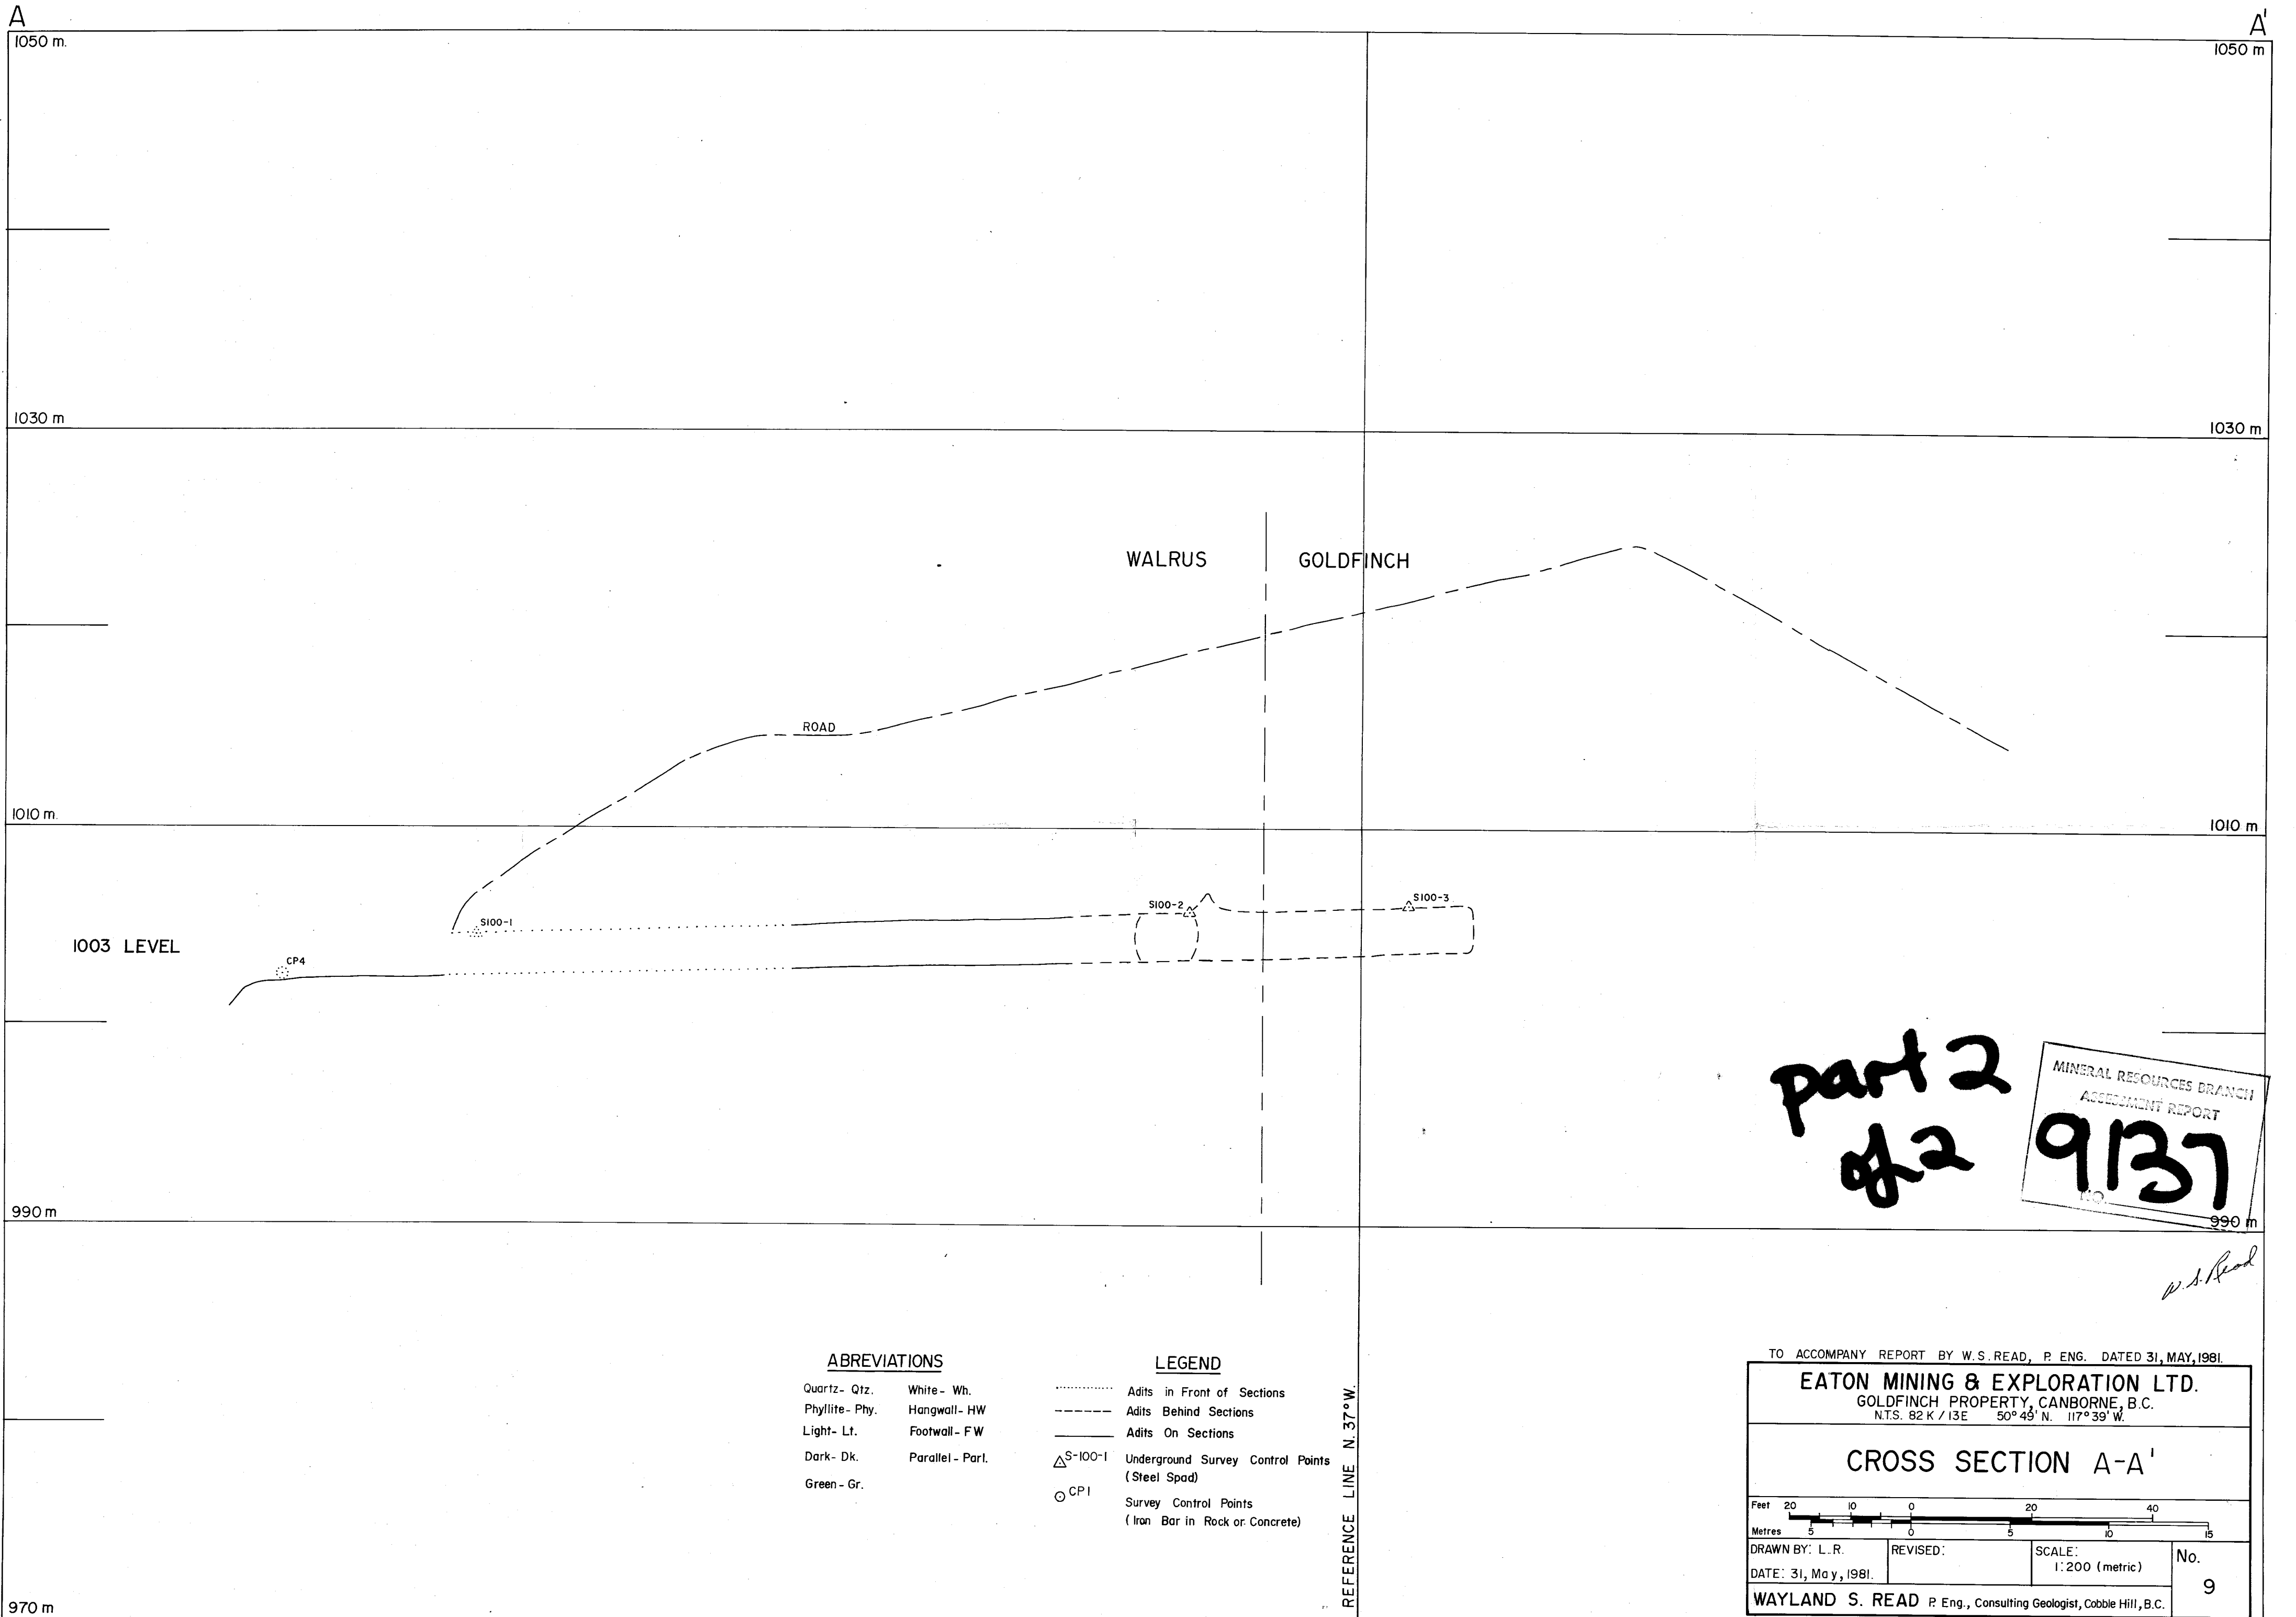 A
A'
1050 m.
1050 m
1030 m
1030 m
WALRUS
GOLDFINCH
ROAD
1010 m.
1010 m
S100-1
S100-2
S100-3
1003 LEVEL
CP4
part 2
of 2
MINERAL RESOURCES BRANCH
ASSESSMENT REPORT
9137
NO.
990 m
990 m
W. S. Read
ABREVIATIONS
Quartz- Qtz. White- Wh.
Phyllite- Phy. Hangwall- HW
Light- Lt. Footwall- FW
Dark- Dk. Parallel- Parl.
Green- Gr.
LEGEND
Adits in Front of Sections
Adits Behind Sections
Adits On Sections
S-100-1 Underground Survey Control Points
(Steel Spad)
CP1 Survey Control Points
(Iron Bar in Rock or Concrete)
REFERENCE LINE N. 37° W.
TO ACCOMPANY REPORT BY W.S. READ, P. ENG. DATED 31, MAY, 1981.
EATON MINING & EXPLORATION LTD.
GOLDFINCH PROPERTY, CANBORNE, B.C.
N.T.S. 82 K / 13 E 50° 49' N. 117° 39' W.
CROSS SECTION A-A'
Feet 20 10 0 20 40
Metres 5 0 5 10 15
DRAWN BY: L.R.
DATE: 31, May, 1981.
REVISED:
SCALE:
1:200 (metric)
No.
9
WAYLAND S. READ P. Eng., Consulting Geologist, Cobble Hill, B.C.
970 m